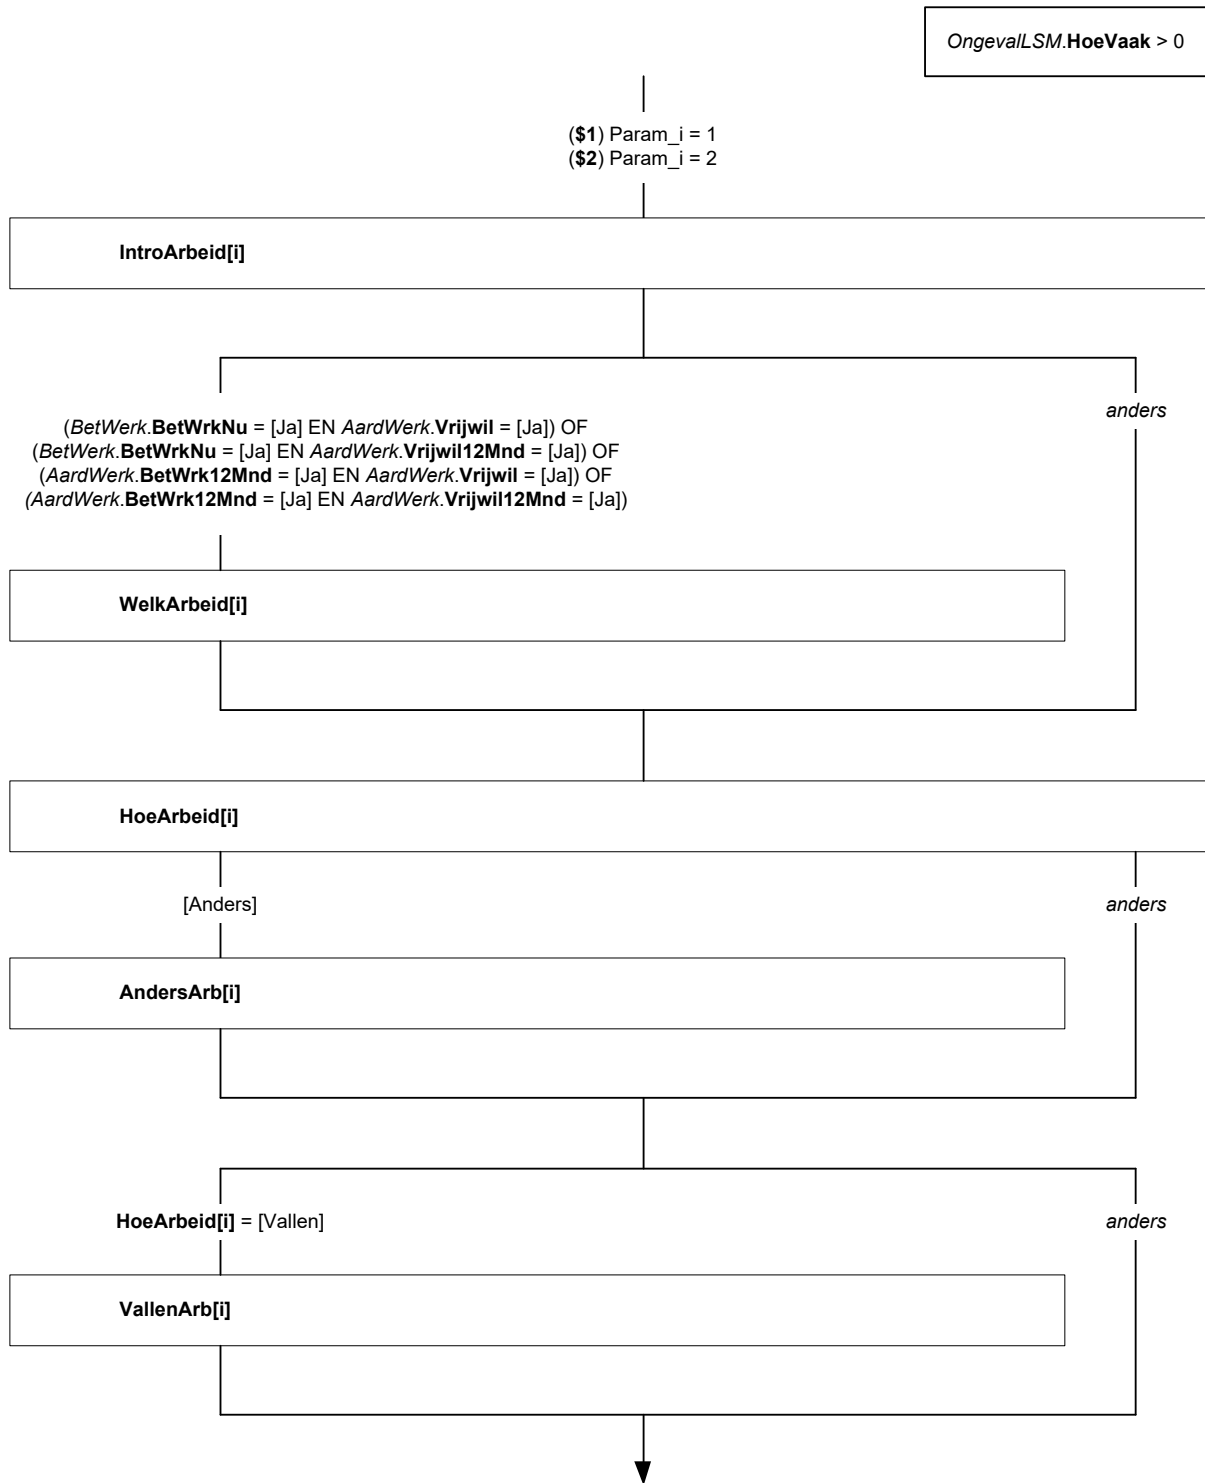 OngevalLSM.HoeVaak > 0
($1) Param_i = 1
($2) Param_i = 2
IntroArbeid[i]
(BetWerk.BetWrkNu = [Ja] EN AardWerk.Vrijwil = [Ja]) OF
(BetWerk.BetWrkNu = [Ja] EN AardWerk.Vrijwil12Mnd = [Ja]) OF
(AardWerk.BetWrk12Mnd = [Ja] EN AardWerk.Vrijwil = [Ja]) OF
(AardWerk.BetWrk12Mnd = [Ja] EN AardWerk.Vrijwil12Mnd = [Ja])
anders
WelkArbeid[i]
HoeArbeid[i]
[Anders]
anders
AndersArb[i]
HoeArbeid[i] = [Vallen]
anders
VallenArb[i]